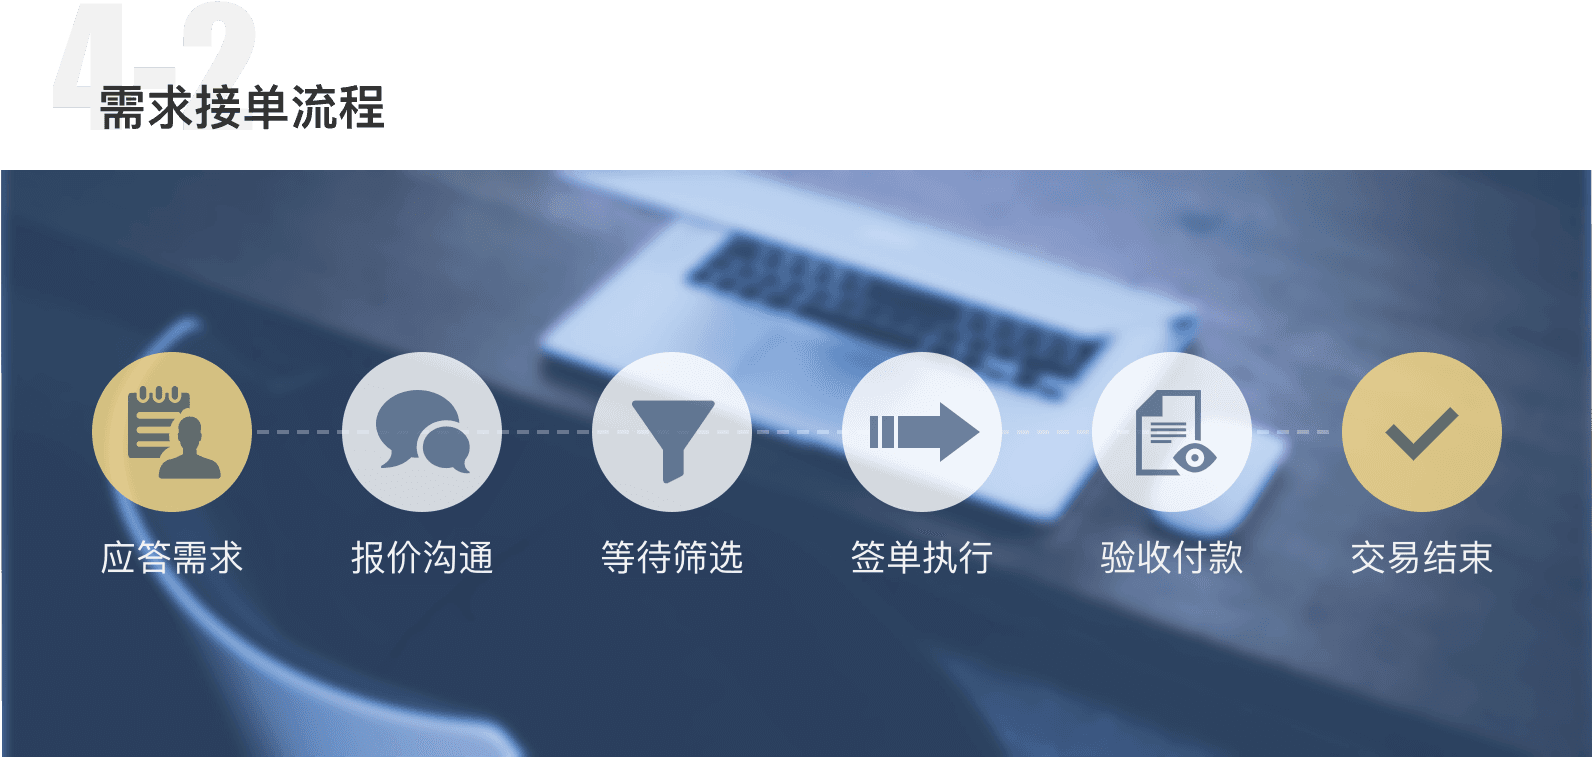 4-2
需求接单流程
应答需求
报价沟通
等待筛选
签单执行
验收付款
交易结束